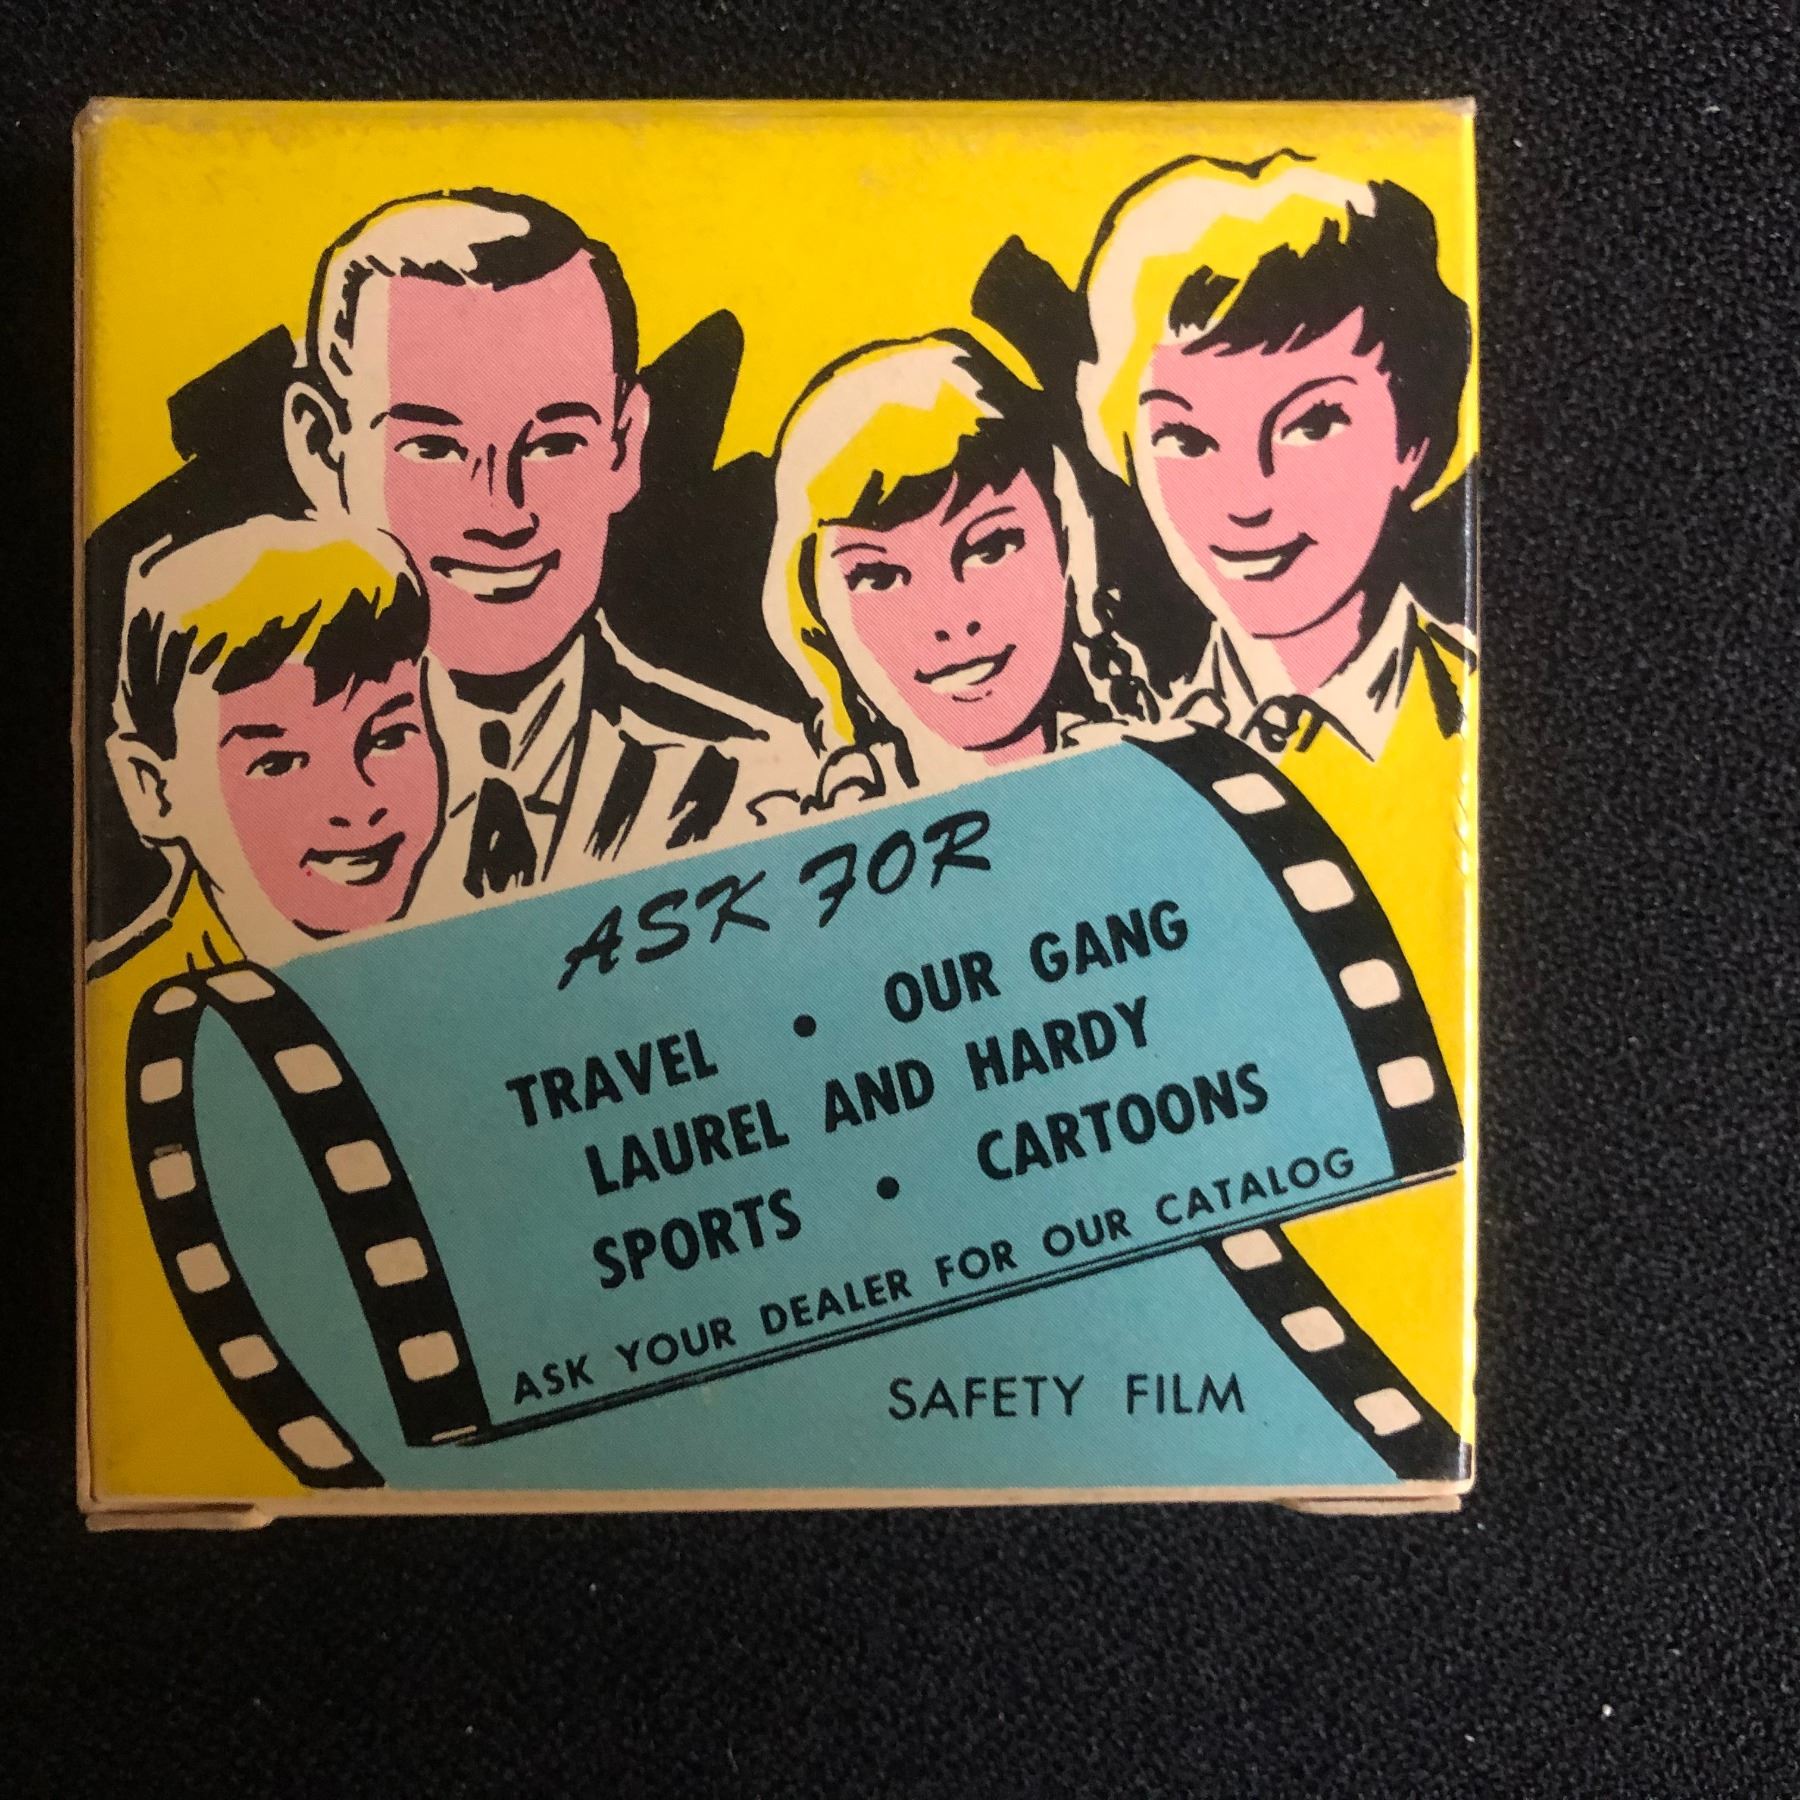 ASK FOR
TRAVEL • OUR GANG
LAUREL AND HARDY
SPORTS • CARTOONS
ASK YOUR DEALER FOR OUR CATALOG
SAFETY FILM